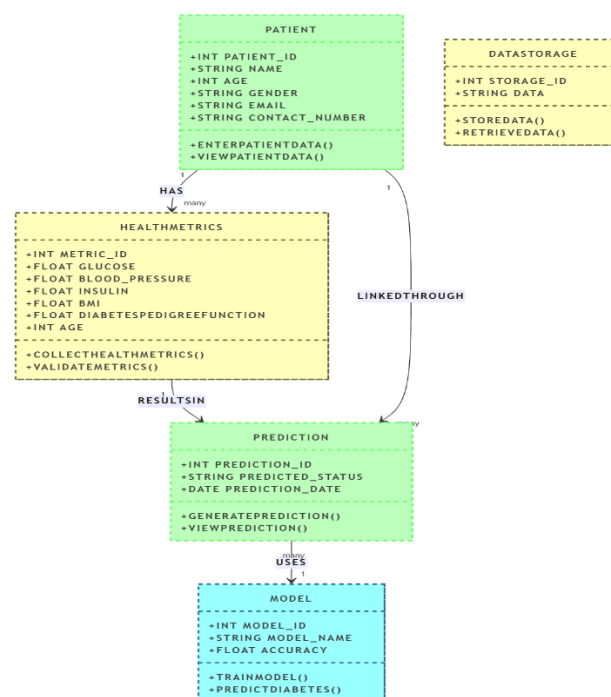 PATIENT
+INT PATIENT_ID
+STRING NAME
+INT AGE
+STRING GENDER
+STRING EMAIL
+STRING CONTACT_NUMBER
+ENTERPATIENTDATA()
+VIEWPATIENTDATA()
DATASTORAGE
+INT STORAGE_ID
+STRING DATA
+STOREDATA()
+RETRIEVEDATA()
1
HAS
many
1
LINKEDTHROUGH
many
HEALTHMETRICS
+INT METRIC_ID
+FLOAT GLUCOSE
+FLOAT BLOOD_PRESSURE
+FLOAT INSULIN
+FLOAT BMI
+FLOAT DIABETESPEDIGREEFUNCTION
+INT AGE
+COLLECTHEALTHMETRICS()
+VALIDATEMETRICS()
1
RESULTSIN
PREDICTION
+INT PREDICTION_ID
+STRING PREDICTED_STATUS
+DATE PREDICTION_DATE
+GENERATEPREDICTION()
+VIEWPREDICTION()
many
USES
1
MODEL
+INT MODEL_ID
+STRING MODEL_NAME
+FLOAT ACCURACY
+TRAINMODEL()
+PREDICTDIABETES()